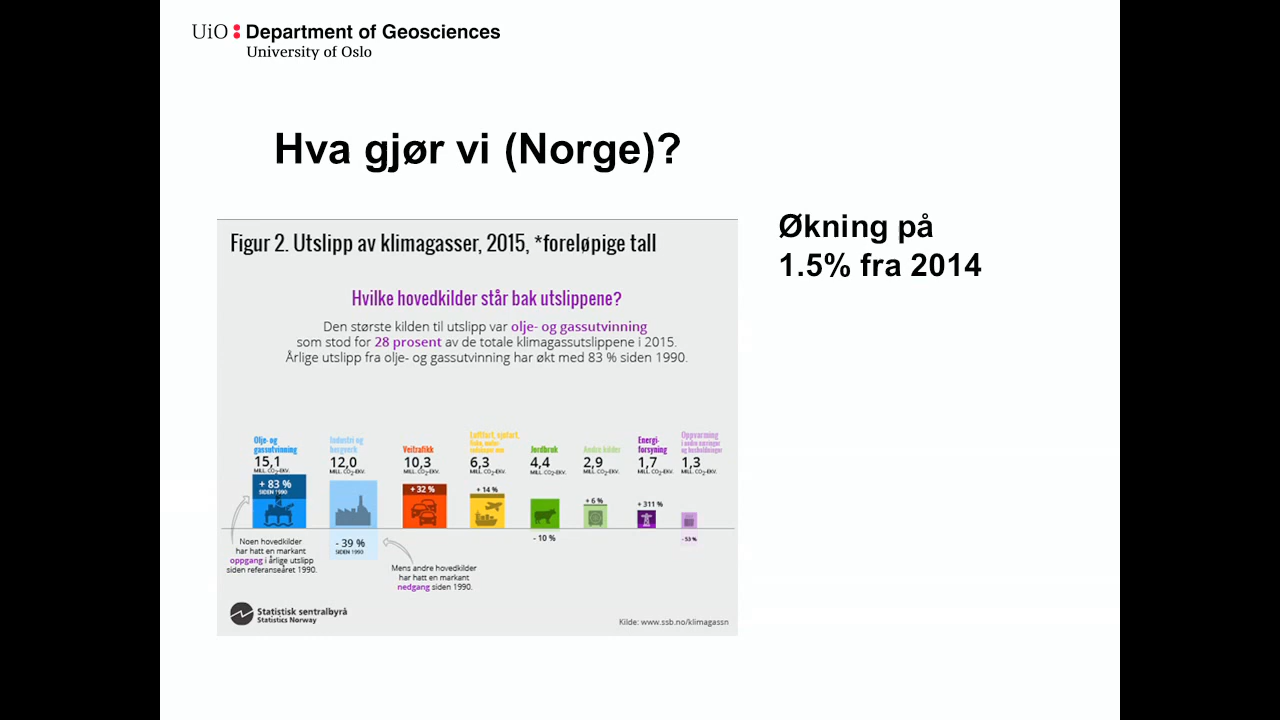 UiO Department of Geosciences
University of Oslo
Hva gjør vi (Norge)?
Økning på
1.5% fra 2014
Figur 2. Utslipp av klimagasser, 2015, *foreløpige tall
Hvilke hovedkilder står bak utslippene?
Den største kilden til utslipp var olje- og gassutvinning
som stod for 28 prosent av de totale klimagassutslippene i 2015.
Årlige utslipp fra olje- og gassutvinning har økt med 83 % siden 1990.
Olje- og
gassutvinning
15,1
MILL. CO2-EKV.
+ 83 %
SIDEN 1990
Industri og
bergverk
12,0
MILL. CO2-EKV.
- 39 %
SIDEN 1990
Veitrafikk
10,3
MILL. CO2-EKV.
+ 32 %
Luftfart, sjøfart,
6,3
MILL. CO2-EKV.
+ 14 %
Jordbruk
4,4
MILL. CO2-EKV.
- 10 %
Andre kilder
2,9
MILL. CO2-EKV.
+ 6 %
Energi-
forsyning
1,7
MILL. CO2-EKV.
+ 311 %
Oppvarming
i andre næringer
og husholdninger
1,3
MILL. CO2-EKV.
- 53 %
Noen hovedkilder
har hatt en markant
oppgang i årlige utslipp
siden referanseåret 1990.
Mens andre hovedkilder
har hatt en markant
nedgang siden 1990.
Statistisk sentralbyrå
Statistics Norway
Kilde: www.ssb.no/klimagassn